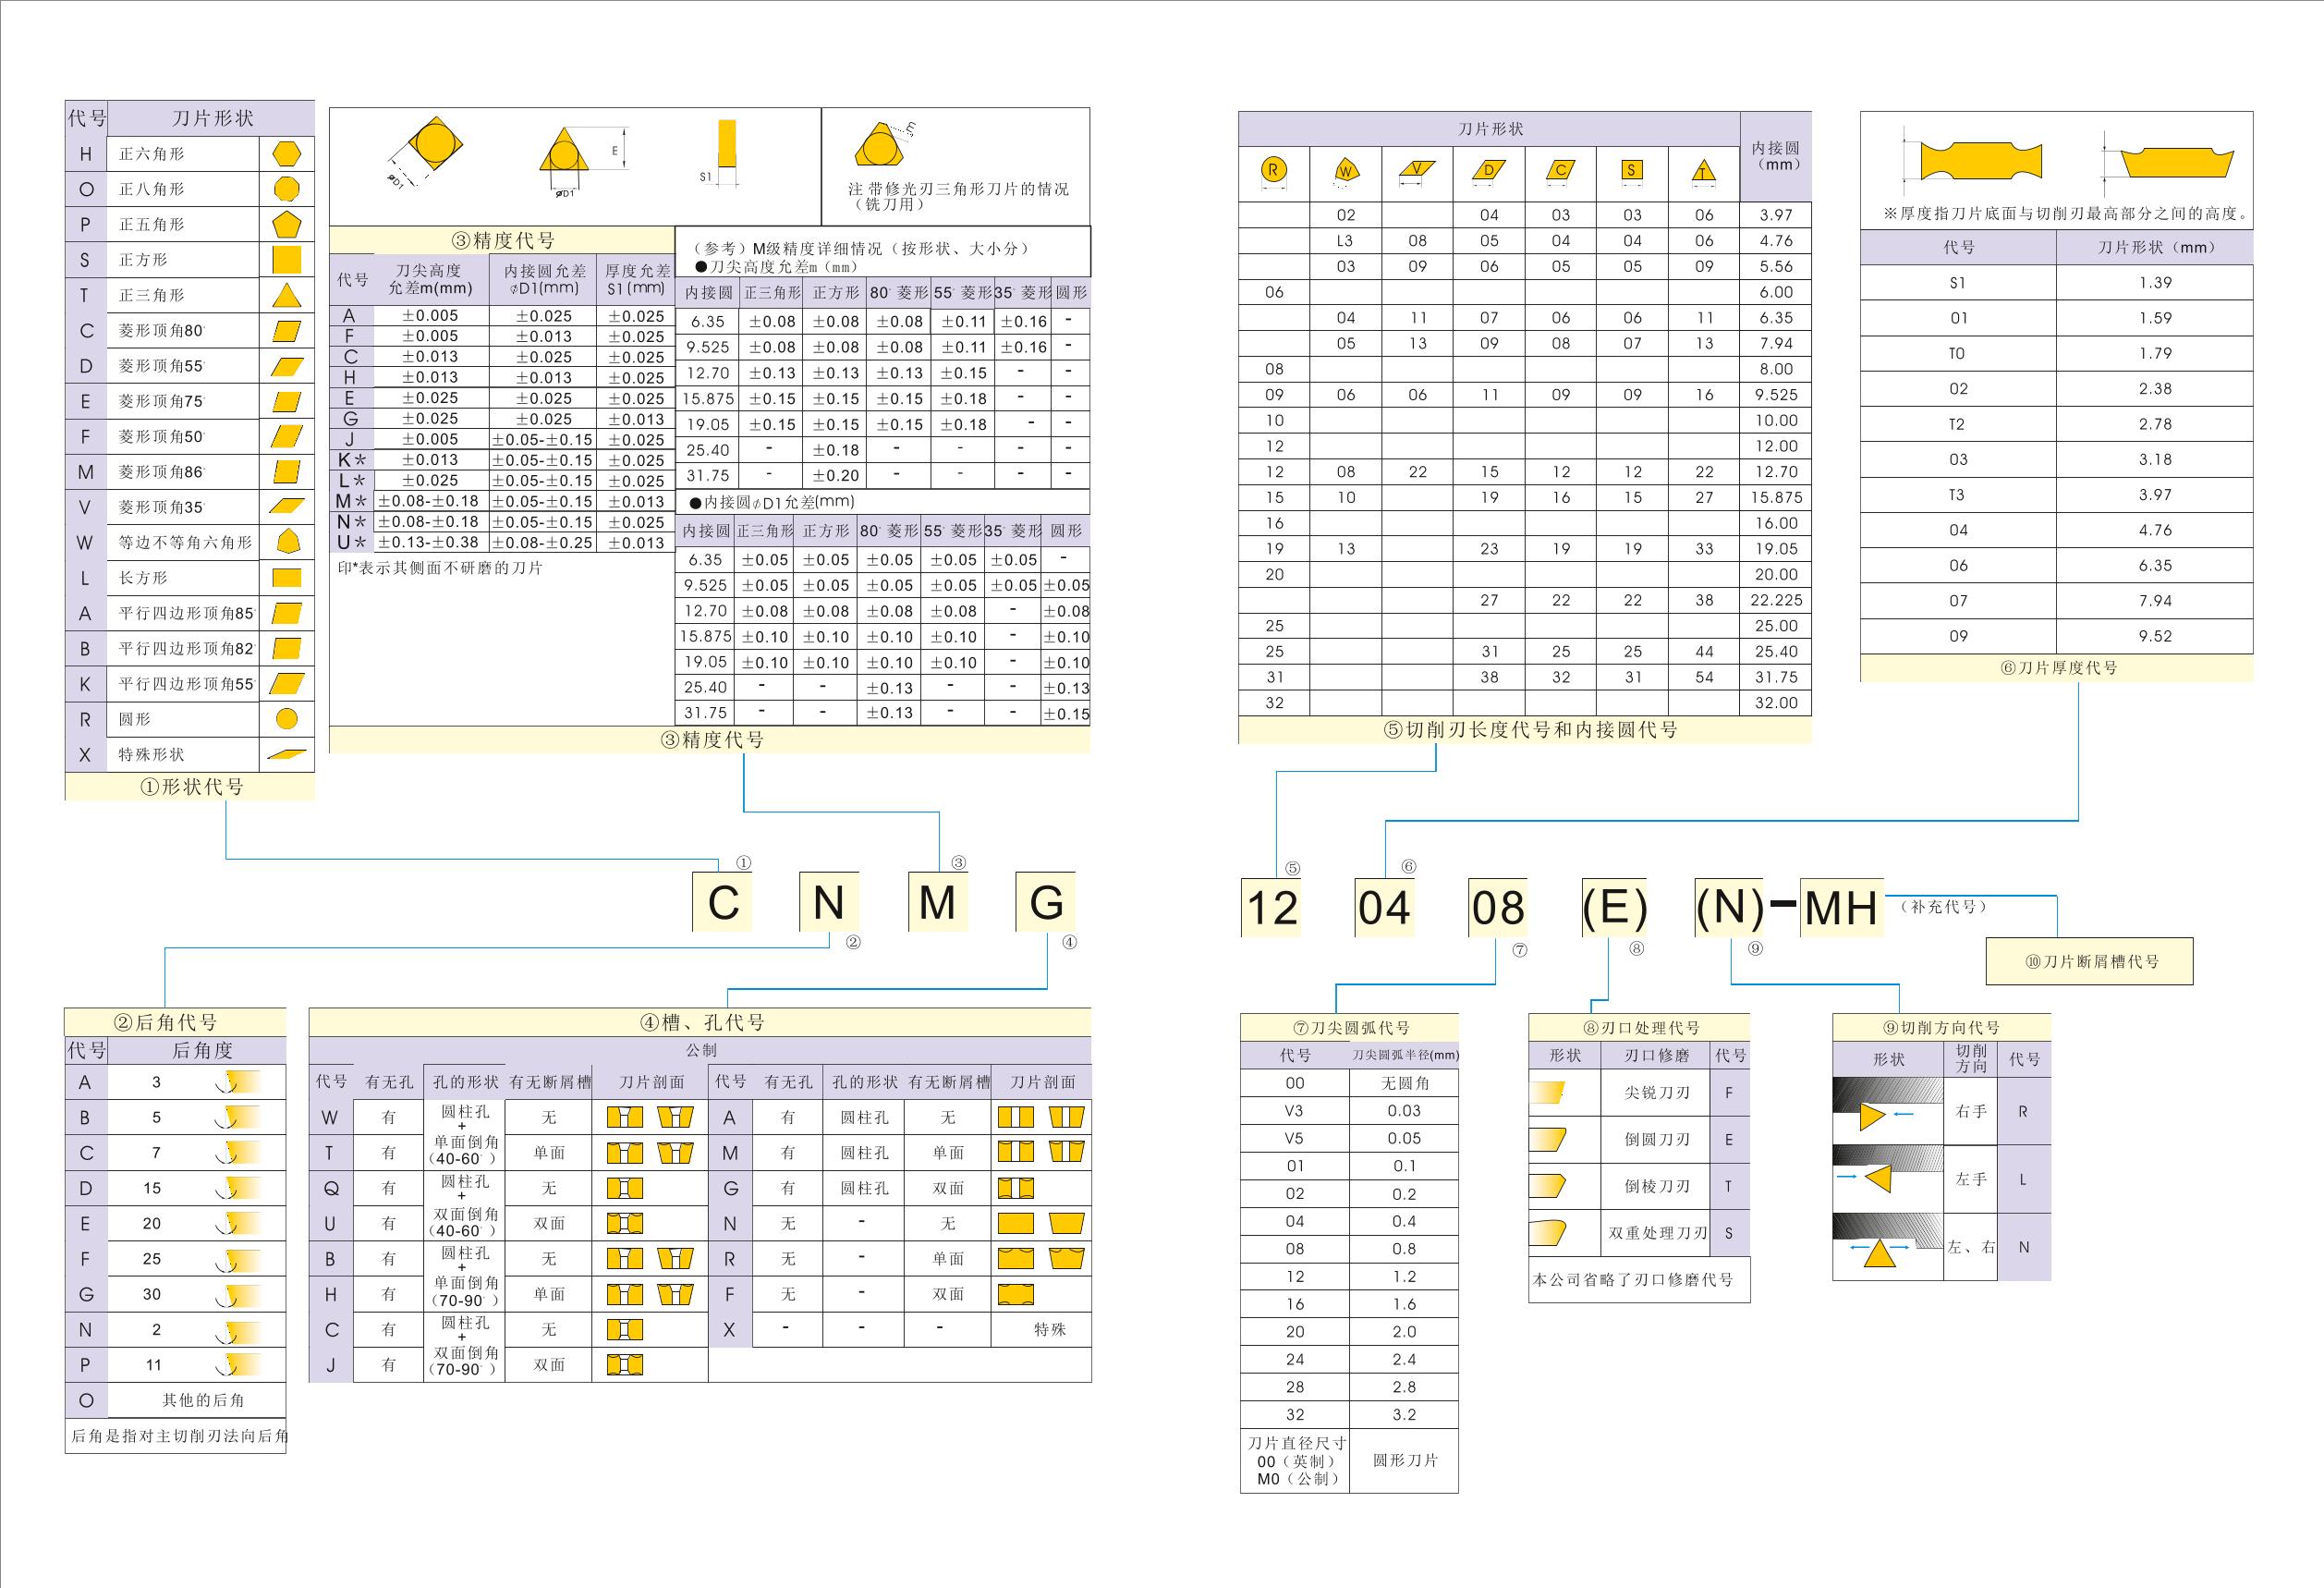 代号 刀片形状
H 正六角形
O 正八角形
P 正五角形
S 正方形
T 正三角形
C 菱形顶角80°
D 菱形顶角55°
E 菱形顶角75°
F 菱形顶角50°
M 菱形顶角86°
V 菱形顶角35°
W 等边不等角六角形
L 长方形
A 平行四边形顶角85°
B 平行四边形顶角82°
K 平行四边形顶角55°
R 圆形
X 特殊形状
①形状代号
øD1
øD1
E
S1
E
注 带修光刃三角形刀片的情况
（铣刀用）
③精度代号
代号 刀尖高度允差m(mm) 内接圆允差øD1(mm) 厚度允差S1(mm)
A ±0.005 ±0.025 ±0.025
F ±0.005 ±0.013 ±0.025
C ±0.013 ±0.025 ±0.025
H ±0.013 ±0.013 ±0.025
E ±0.025 ±0.025 ±0.025
G ±0.025 ±0.025 ±0.013
J ±0.005 ±0.05-±0.15 ±0.025
K* ±0.013 ±0.05-±0.15 ±0.025
L* ±0.025 ±0.05-±0.15 ±0.025
M* ±0.08-±0.18 ±0.05-±0.15 ±0.013
N* ±0.08-±0.18 ±0.05-±0.15 ±0.025
U* ±0.13-±0.38 ±0.08-±0.25 ±0.013
印*表示其侧面不研磨的刀片
（参考）M级精度详细情况（按形状、大小分）
●刀尖高度允差m（mm）
内接圆 正三角形 正方形 80°菱形 55°菱形 35°菱形 圆形
6.35 ±0.08 ±0.08 ±0.08 ±0.11 ±0.16 -
9.525 ±0.08 ±0.08 ±0.08 ±0.11 ±0.16 -
12.70 ±0.13 ±0.13 ±0.13 ±0.15 - -
15.875 ±0.15 ±0.15 ±0.15 ±0.18 - -
19.05 ±0.15 ±0.15 ±0.15 ±0.18 - -
25.40 - ±0.18 - - - -
31.75 - ±0.20 - - - -
●内接圆øD1允差(mm)
内接圆 正三角形 正方形 80°菱形 55°菱形 35°菱形 圆形
6.35 ±0.05 ±0.05 ±0.05 ±0.05 ±0.05 -
9.525 ±0.05 ±0.05 ±0.05 ±0.05 ±0.05 ±0.05
12.70 ±0.08 ±0.08 ±0.08 ±0.08 - ±0.08
15.875 ±0.10 ±0.10 ±0.10 ±0.10 - ±0.10
19.05 ±0.10 ±0.10 ±0.10 ±0.10 - ±0.10
25.40 - - ±0.13 - - ±0.13
31.75 - - ±0.13 - - ±0.15
③精度代号
刀片形状 内接圆（mm）
R W V D C S T
02 04 03 03 06 3.97
L3 08 05 04 04 06 4.76
03 09 06 05 05 09 5.56
06 6.00
04 11 07 06 06 11 6.35
05 13 09 08 07 13 7.94
08 8.00
09 06 06 11 09 09 16 9.525
10 10.00
12 12.00
12 08 22 15 12 12 22 12.70
15 10 19 16 15 27 15.875
16 16.00
19 13 23 19 19 33 19.05
20 20.00
27 22 22 38 22.225
25 25.00
25 31 25 25 44 25.40
31 38 32 31 54 31.75
32 32.00
⑤切削刃长度代号和内接圆代号
※厚度指刀片底面与切削刃最高部分之间的高度。
代号 刀片形状（mm）
S1 1.39
01 1.59
T0 1.79
02 2.38
T2 2.78
03 3.18
T3 3.97
04 4.76
06 6.35
07 7.94
09 9.52
⑥刀片厚度代号
① ③ ⑤ ⑥
C N M G 12 04 08 (E) (N)-MH （补充代号）
② ④ ⑦ ⑧ ⑨
⑩刀片断屑槽代号
②后角代号
代号 后角度
A 3
B 5
C 7
D 15
E 20
F 25
G 30
N 2
P 11
O 其他的后角
后角是指对主切削刃法向后角
④槽、孔代号
公制
代号 有无孔 孔的形状 有无断屑槽 刀片剖面 代号 有无孔 孔的形状 有无断屑槽 刀片剖面
W 有 圆柱孔 无 A 有 圆柱孔 无
+
单面倒角
T 有 （40-60°） 单面 M 有 圆柱孔 单面
Q 有 圆柱孔 无 G 有 圆柱孔 双面
+
双面倒角
U 有 （40-60°） 双面 N 无 - 无
B 有 圆柱孔 无 R 无 - 单面
+
单面倒角
H 有 （70-90°） 单面 F 无 - 双面
C 有 圆柱孔 无 X - - - 特殊
+
双面倒角
J 有 （70-90°） 双面
⑦刀尖圆弧代号
代号 刀尖圆弧半径(mm)
00 无圆角
V3 0.03
V5 0.05
01 0.1
02 0.2
04 0.4
08 0.8
12 1.2
16 1.6
20 2.0
24 2.4
28 2.8
32 3.2
刀片直径尺寸
00（英制） 圆形刀片
M0（公制）
⑧刃口处理代号
形状 刃口修磨 代号
尖锐刀刃 F
倒圆刀刃 E
倒棱刀刃 T
双重处理刀刃 S
本公司省略了刃口修磨代号
⑨切削方向代号
形状 切削方向 代号
右手 R
左手 L
左、右 N